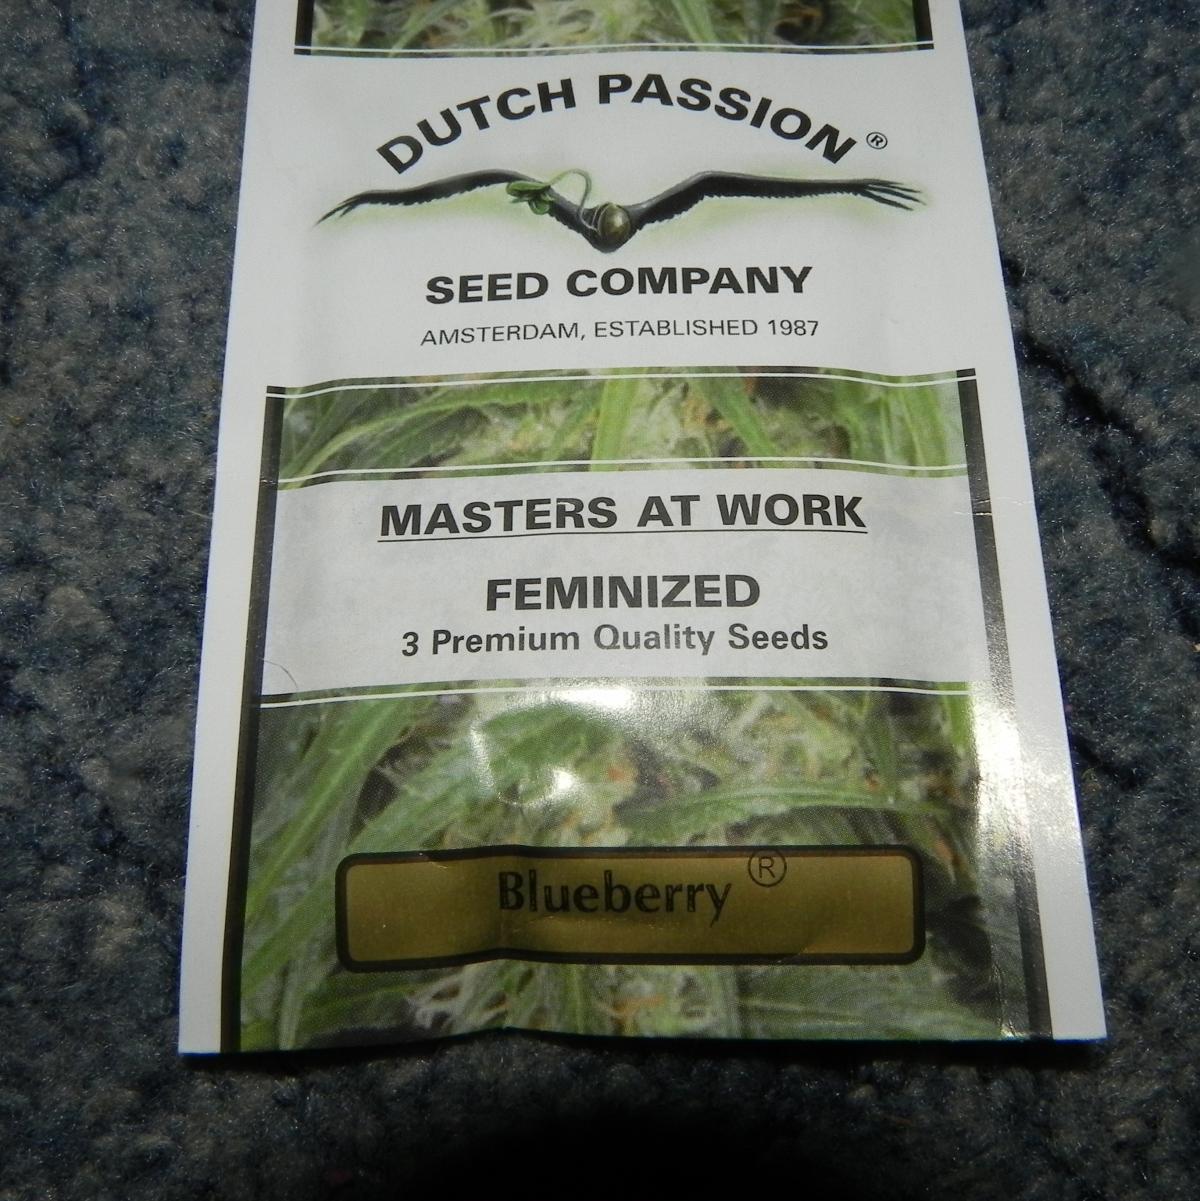 DUTCH PASSION®
SEED COMPANY
AMSTERDAM, ESTABLISHED 1987
MASTERS AT WORK
FEMINIZED
3 Premium Quality Seeds
Blueberry®